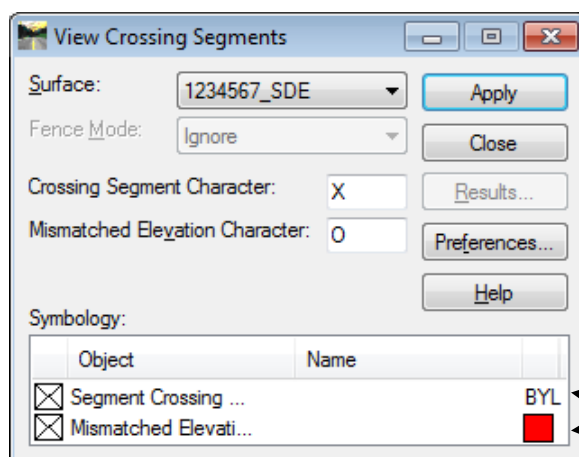 View Crossing Segments
Surface: 1234567_SDE Apply
Fence Mode: Ignore Close
Crossing Segment Character: X Results...
Mismatched Elevation Character: O Preferences...
Help
Symbology:
Object Name
Segment Crossing ... BYL
Mismatched Elevati...